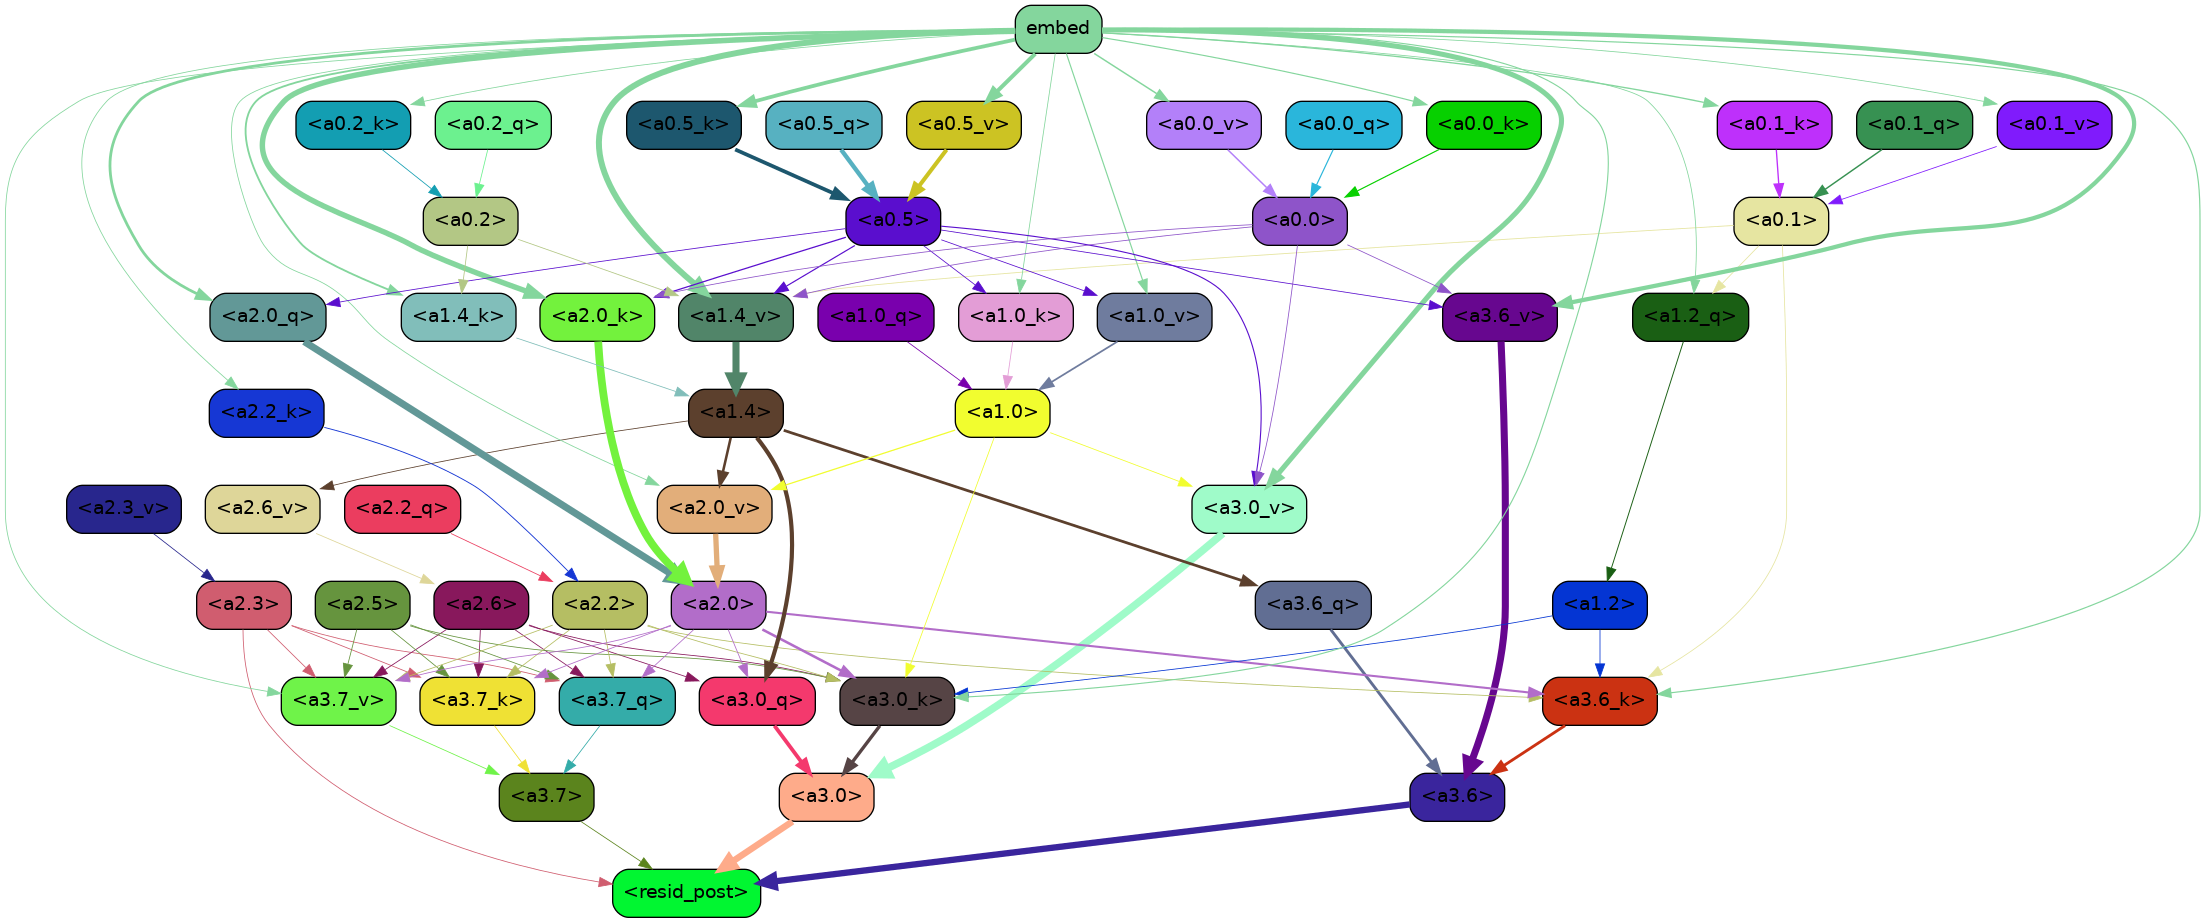 embed
<a0.2_k> <a0.2_q> <a0.5_k> <a0.5_q> <a0.5_v> <a0.0_v> <a0.0_q> <a0.0_k> <a0.1_k> <a0.1_q> <a0.1_v>
<a0.2> <a0.5> <a0.0> <a0.1>
<a2.0_q> <a1.4_k> <a2.0_k> <a1.4_v> <a1.0_q> <a1.0_k> <a1.0_v> <a3.6_v> <a1.2_q>
<a2.2_k> <a1.4> <a1.0>
<a2.3_v> <a2.6_v> <a2.2_q> <a2.0_v> <a3.0_v>
<a2.3> <a2.5> <a2.6> <a2.2> <a2.0> <a3.6_q> <a1.2>
<a3.7_v> <a3.7_k> <a3.7_q> <a3.0_q> <a3.0_k> <a3.6_k>
<a3.7> <a3.0> <a3.6>
<resid_post>